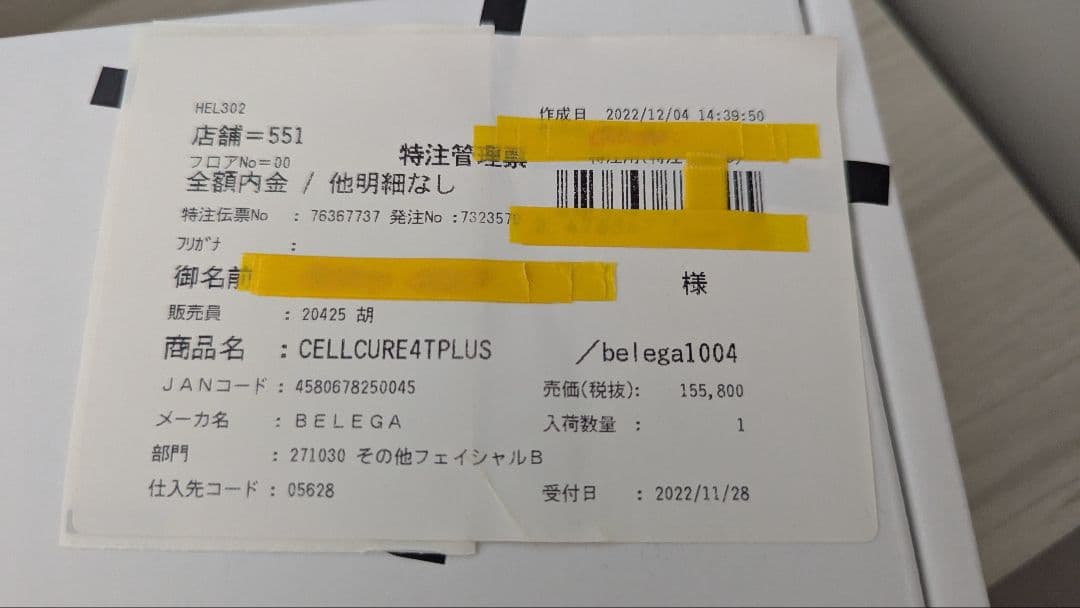 HEL302
作成日 2022/12/04 14:39:50
店舗=551
フロアNo=00
特注管理票
全額内金 / 他明細なし
特注伝票No : 76367737 発注No :732357
フリガナ :
御名前 様
販売員 : 20425 胡
商品名 : CELLCURE4TPLUS /belega1004
JANコード : 4580678250045 売価(税抜): 155,800
メーカ名 : BELEGA 入荷数量 : 1
部門 : 271030 その他フェイシャルB
仕入先コード : 05628 受付日 : 2022/11/28